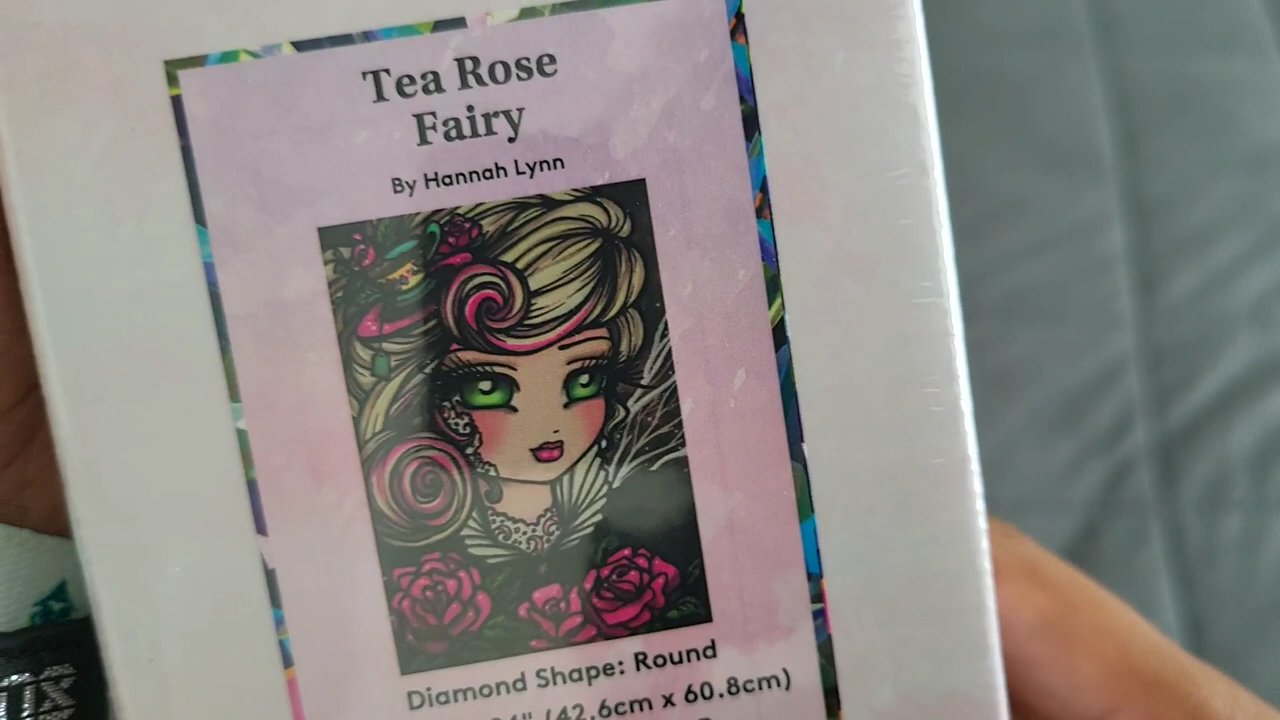 Tea Rose
Fairy
By Hannah Lynn
Diamond Shape: Round
(42.6cm x 60.8cm)